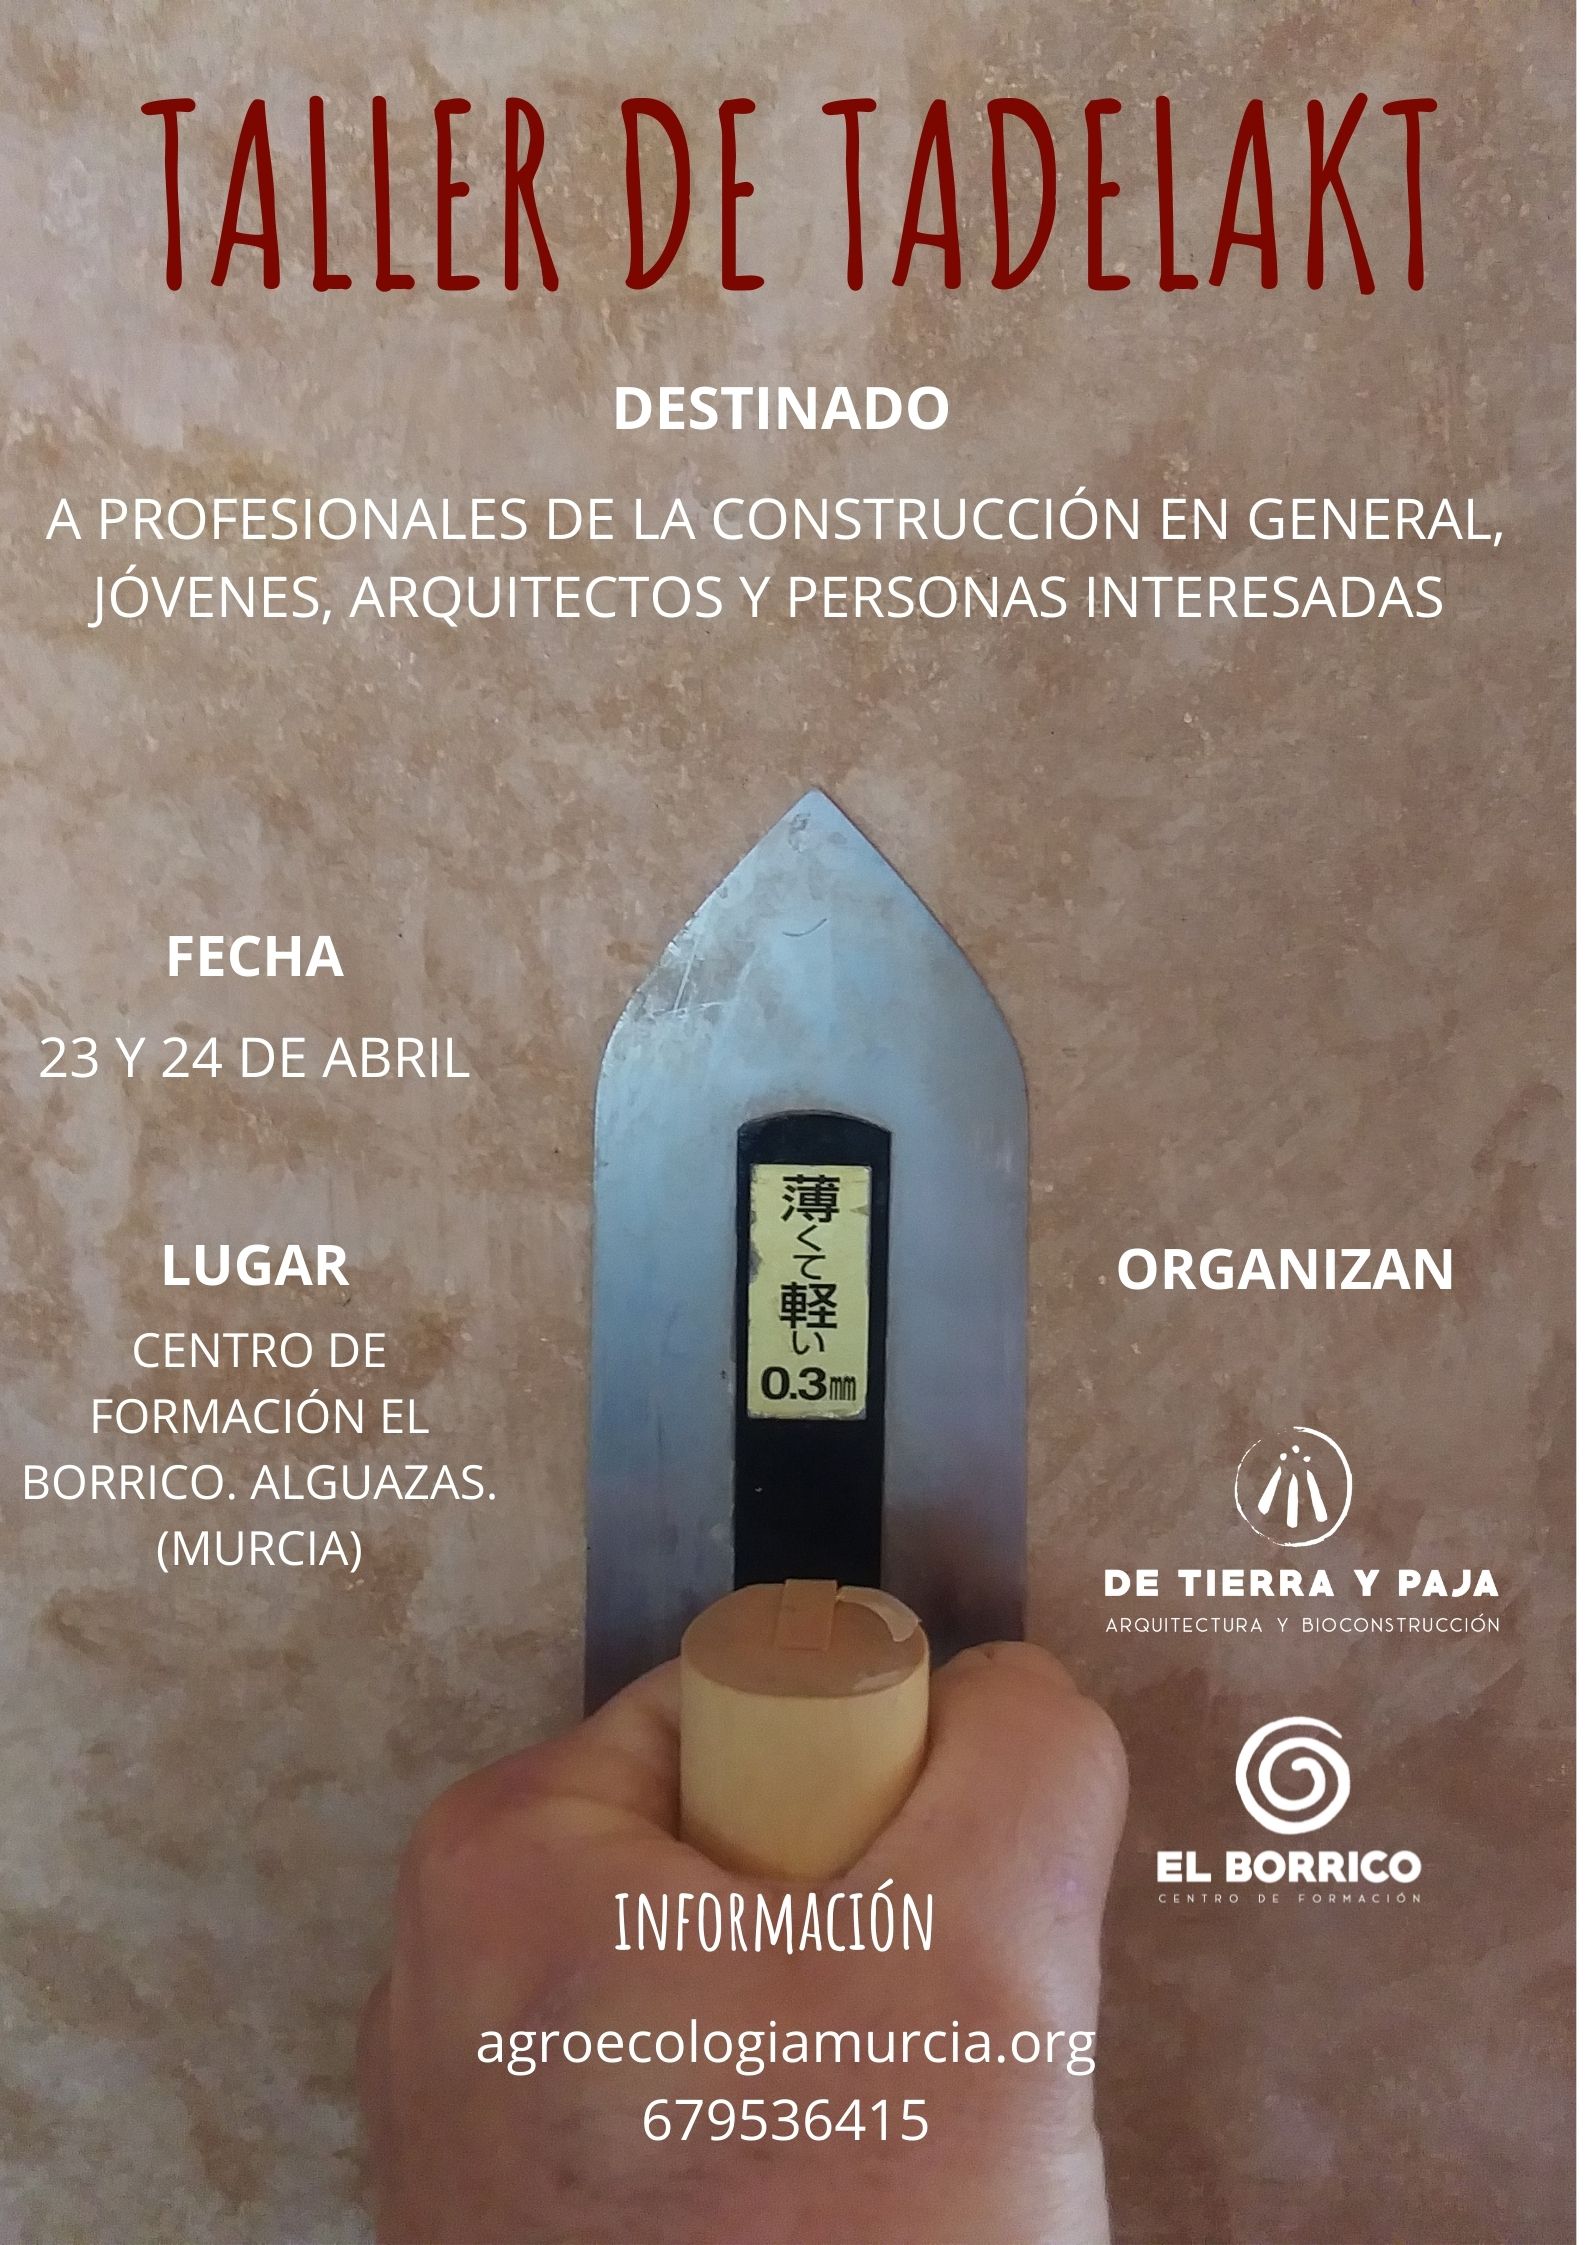 TALLER DE TADELAKT
DESTINADO
A PROFESIONALES DE LA CONSTRUCCIÓN EN GENERAL,
JÓVENES, ARQUITECTOS Y PERSONAS INTERESADAS
FECHA
23 Y 24 DE ABRIL
薄くて軽い
0.3mm
LUGAR
CENTRO DE
FORMACIÓN EL
BORRICO. ALGUAZAS.
(MURCIA)
ORGANIZAN
DE TIERRA Y PAJA
ARQUITECTURA Y BIOCONSTRUCCIÓN
EL BORRICO
CENTRO DE FORMACIÓN
INFORMACIÓN
agroecologiamurcia.org
679536415